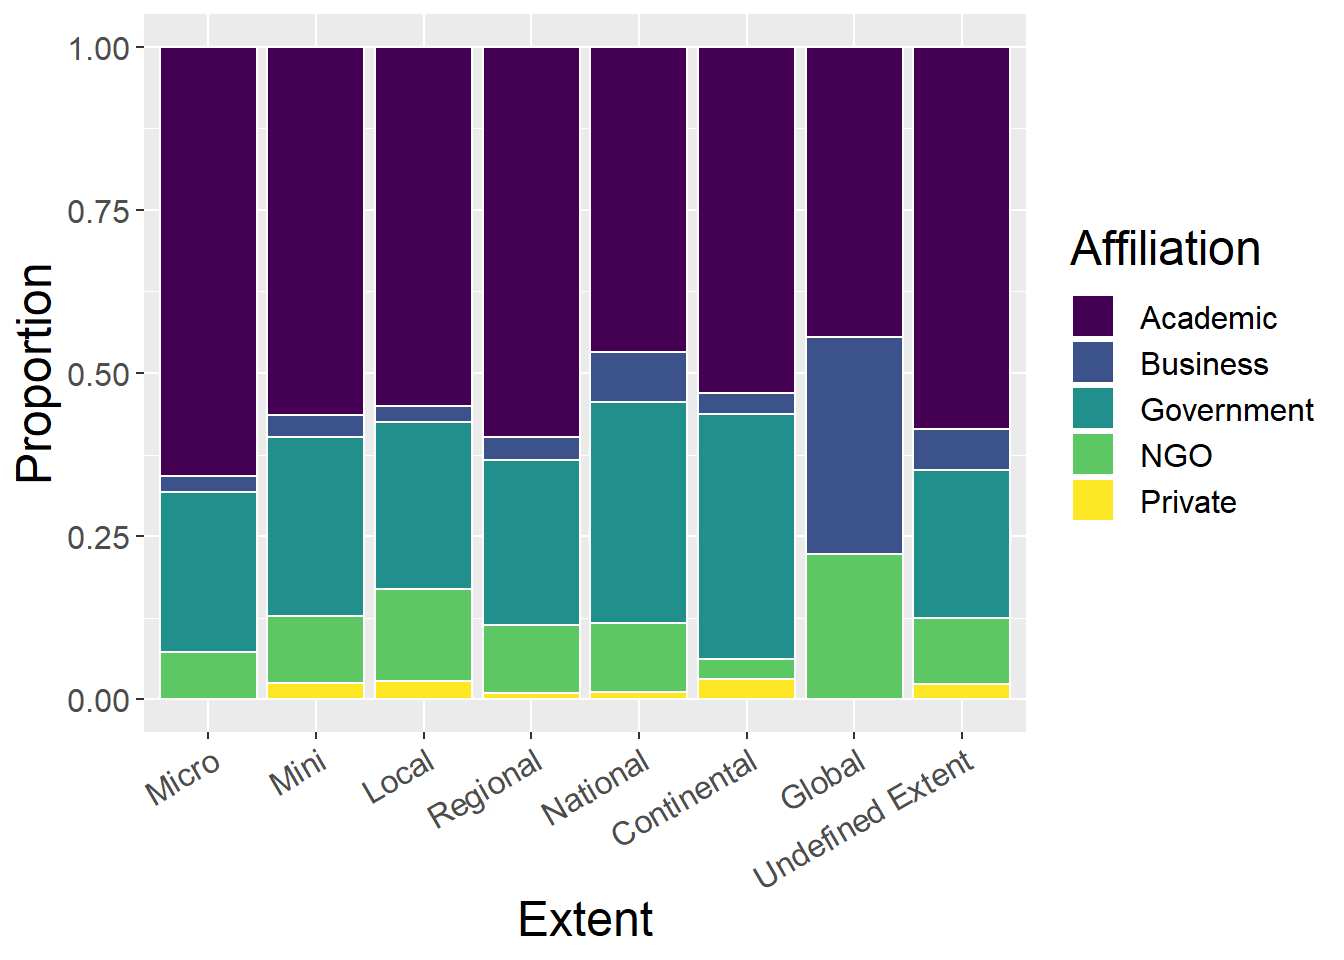 1.00
0.75
0.50
0.25
0.00
Proportion
Micro
Mini
Local
Regional
National
Continental
Global
Undefined Extent
Extent
Affiliation
Academic
Business
Government
NGO
Private